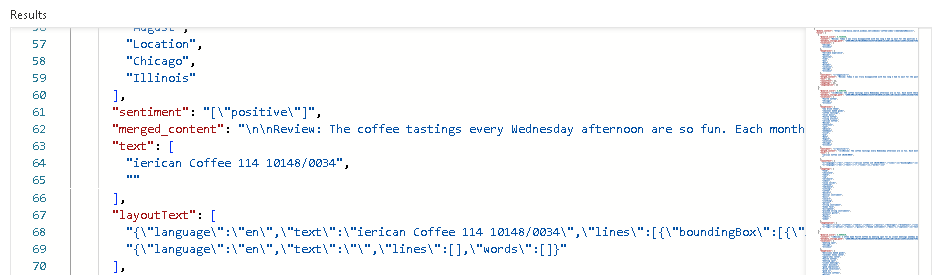 Results
56 "August",
57 "Location",
58 "Chicago",
59 "Illinois"
60 ],
61 "sentiment": "[\"positive\"]",
62 "merged_content": "\n\nReview: The coffee tastings every Wednesday afternoon are so fun. Each month
63 "text": [
64 "ierican Coffee 114 10148/0034",
65 ""
66 ],
67 "layoutText": [
68 "{\"language\":\"en\",\"text\":\"ierican Coffee 114 10148/0034\",\"lines\":[{\"boundingBox\":[{\"
69 "{\"language\":\"en\",\"text\":\"\",\"lines\":[],\"words\":[]}"
70 ],